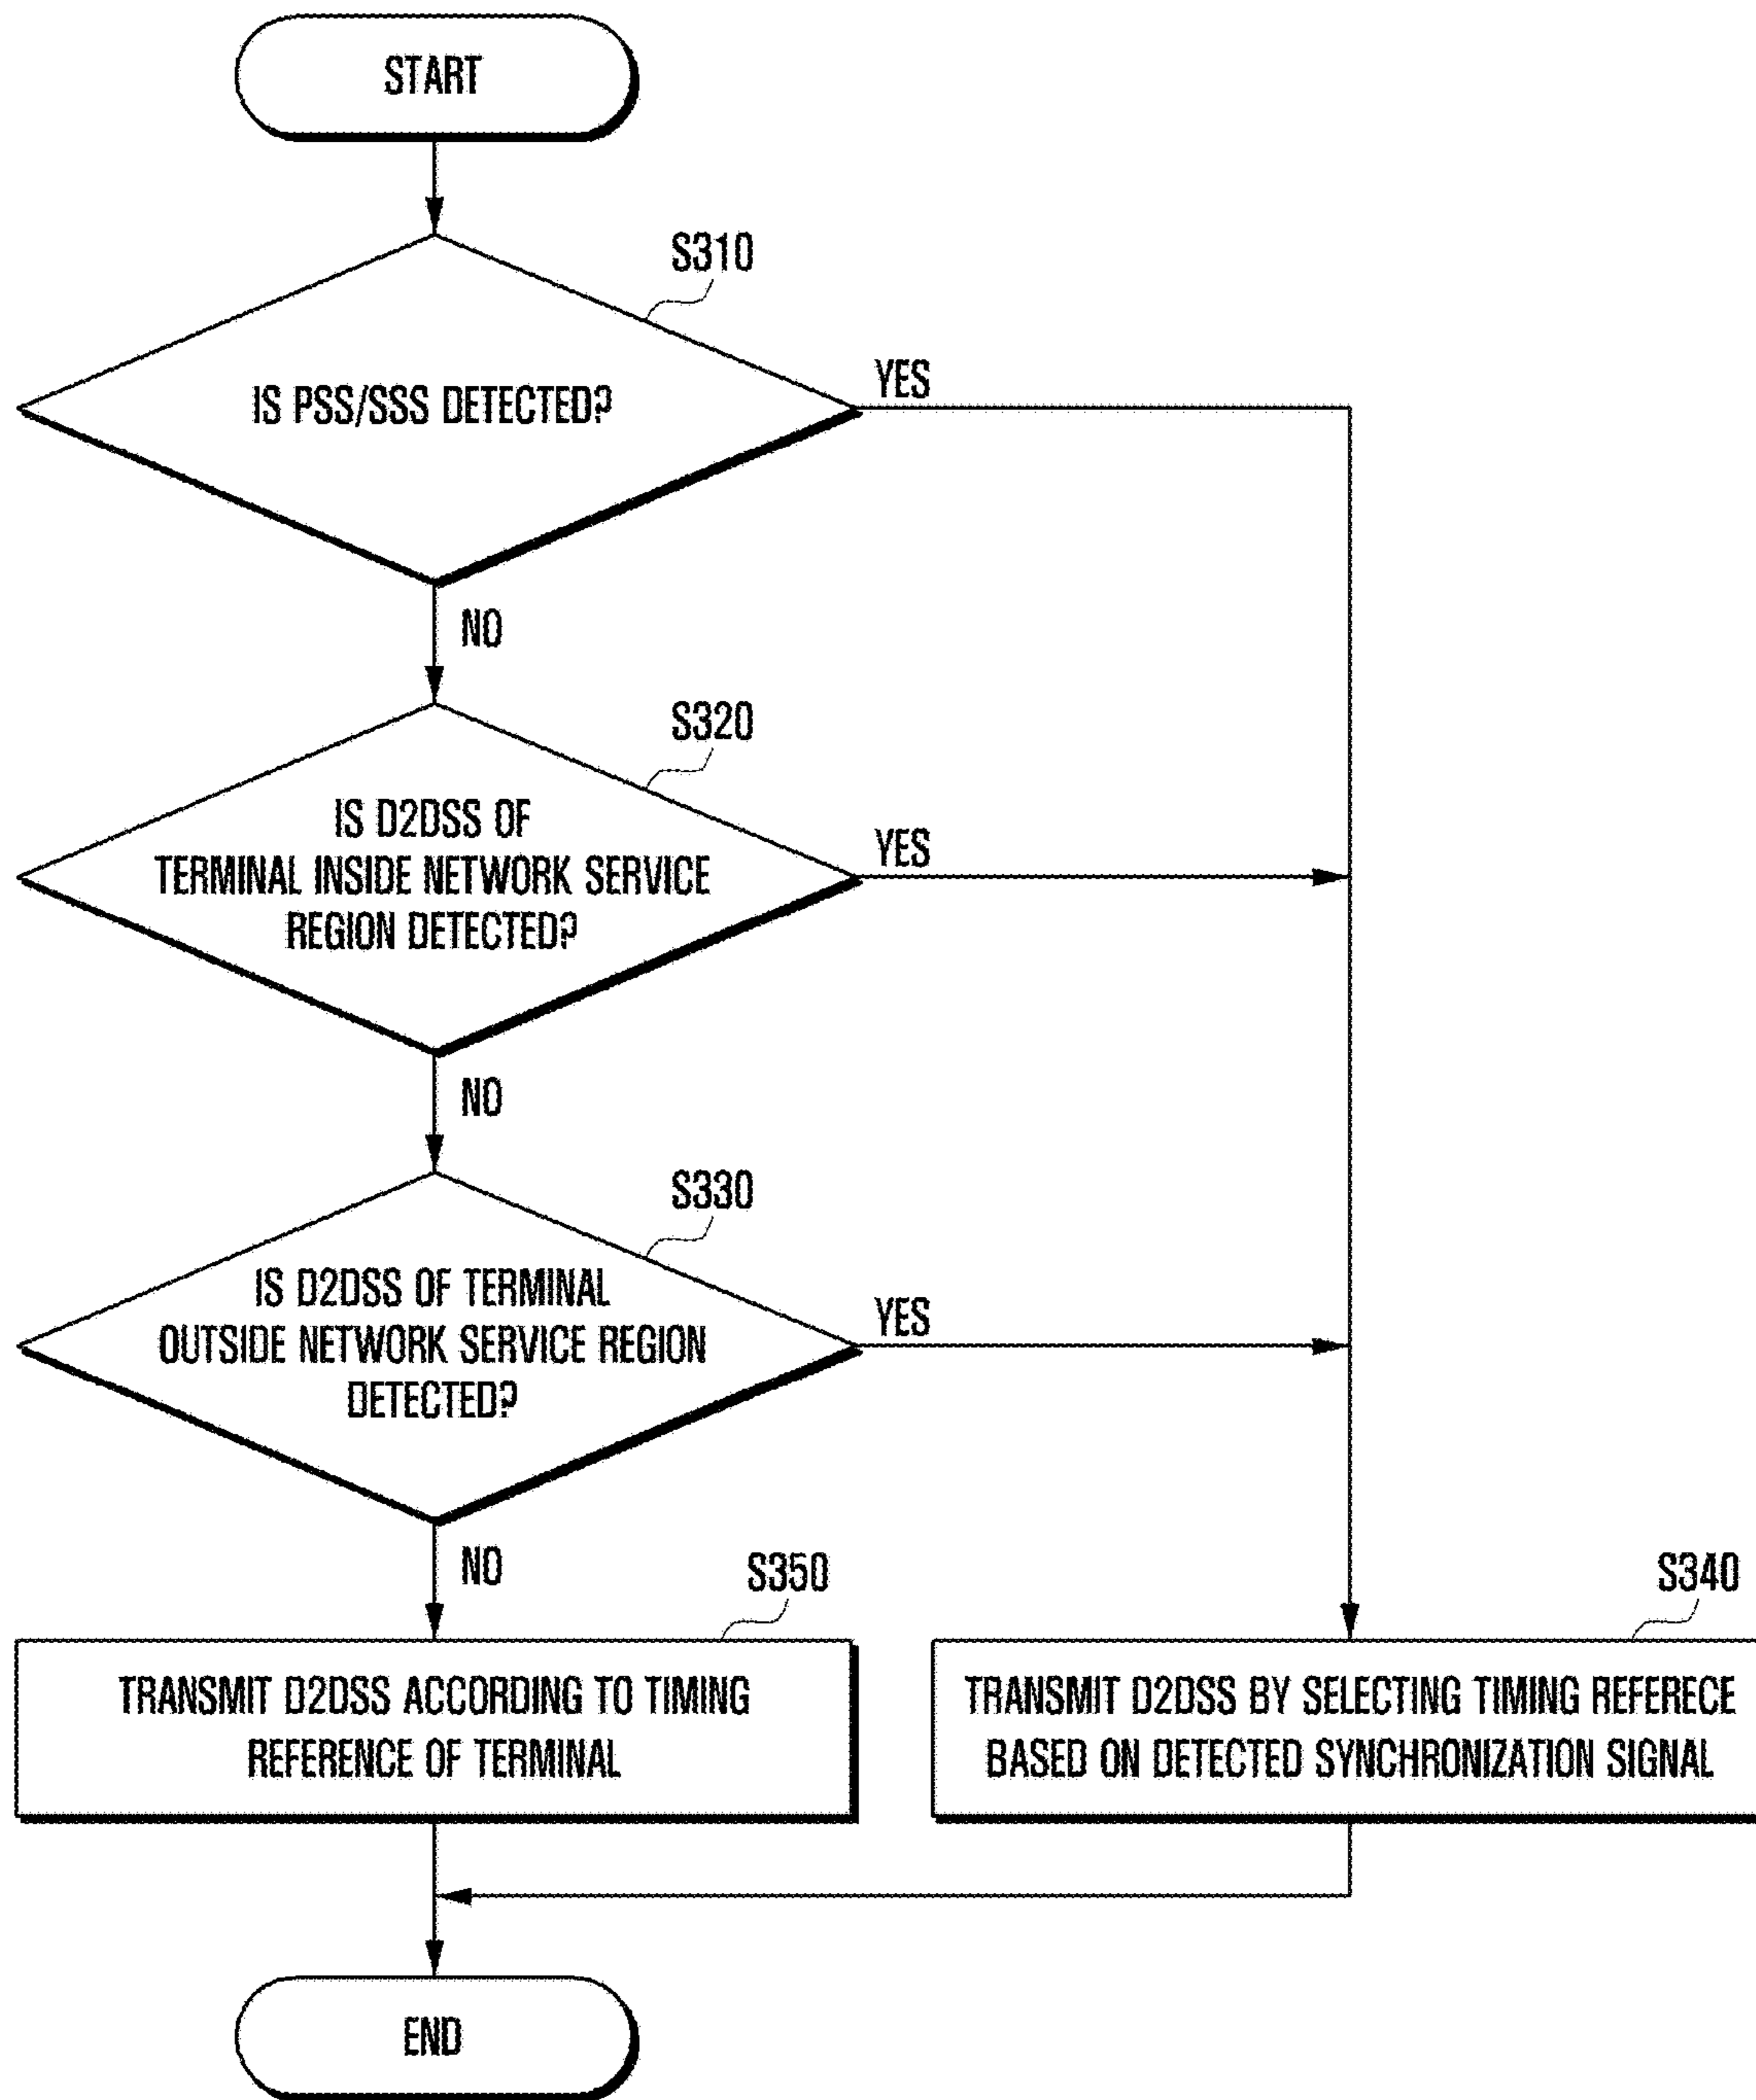 START
S310
IS PSS/SSS DETECTED?
YES
NO
S320
IS D2DSS OF
TERMINAL INSIDE NETWORK SERVICE
REGION DETECTED?
YES
NO
S330
IS D2DSS OF TERMINAL
OUTSIDE NETWORK SERVICE REGION
DETECTED?
YES
NO
S350
TRANSMIT D2DSS ACCORDING TO TIMING
REFERENCE OF TERMINAL
S340
TRANSMIT D2DSS BY SELECTING TIMING REFERECE
BASED ON DETECTED SYNCHRONIZATION SIGNAL
END